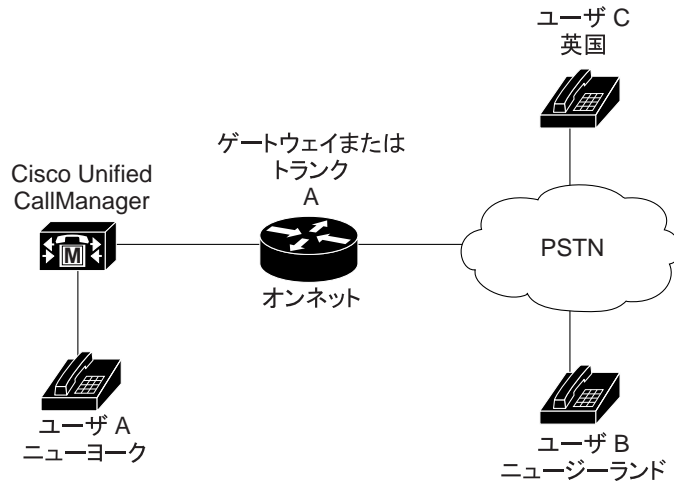 ユーザ C
英国
ゲートウェイまたは
トランク
A
Cisco Unified
CallManager
M
PSTN
オンネット
ユーザ A
ニューヨーク
ユーザ B
ニュージーランド